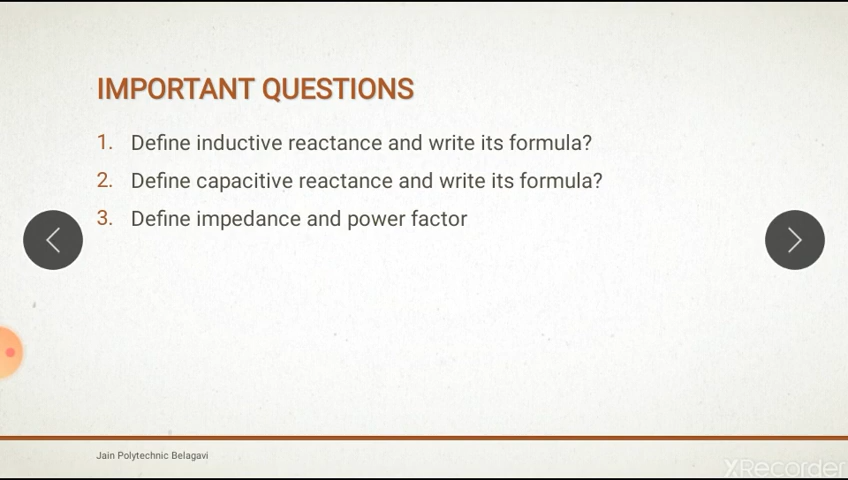 IMPORTANT QUESTIONS
1. Define inductive reactance and write its formula?
2. Define capacitive reactance and write its formula?
3. Define impedance and power factor
Jain Polytechnic Belagavi
XRecorder